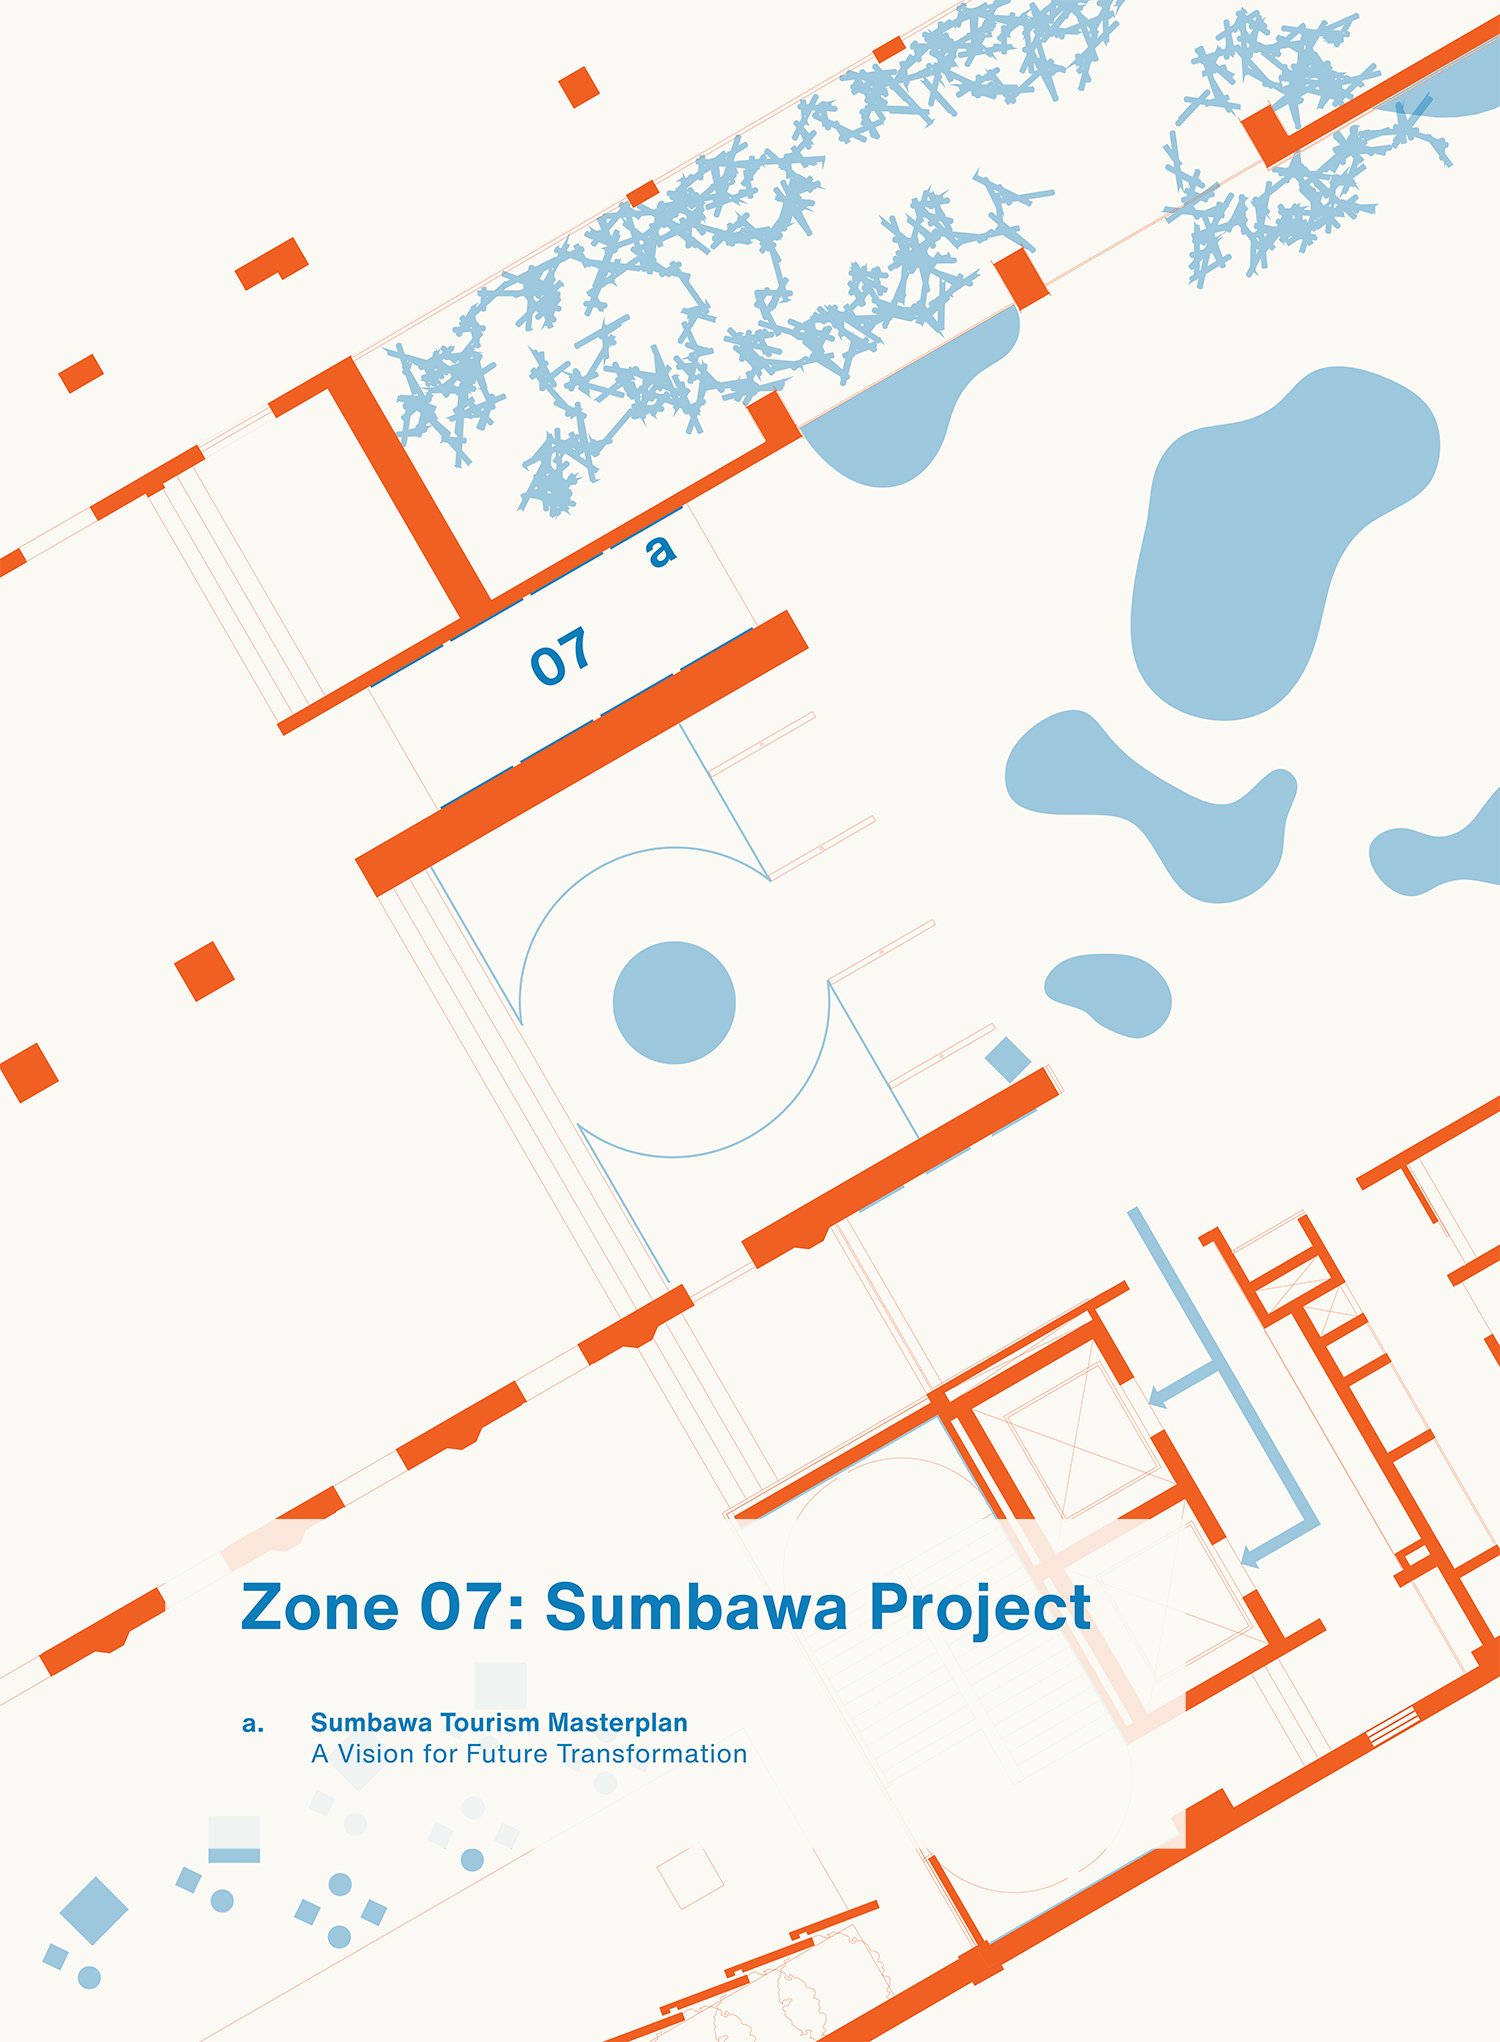 a
07
Zone 07: Sumbawa Project
a. Sumbawa Tourism Masterplan
A Vision for Future Transformation